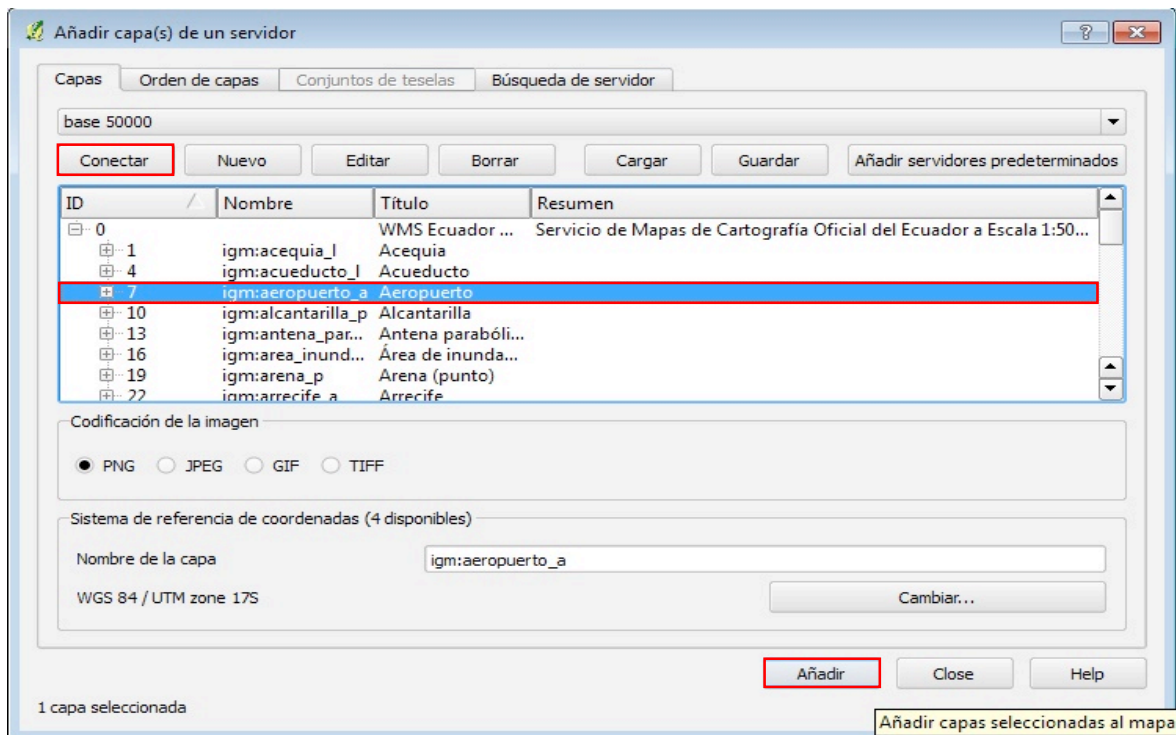 Añadir capa(s) de un servidor
Capas Orden de capas Conjuntos de teselas Búsqueda de servidor
base 50000
Conectar Nuevo Editar Borrar Cargar Guardar Añadir servidores predeterminados
ID Nombre Título Resumen
0 WMS Ecuador ... Servicio de Mapas de Cartografía Oficial del Ecuador a Escala 1:50...
1 igm:acequia_l Acequia
4 igm:acueducto_l Acueducto
7 igm:aeropuerto_a Aeropuerto
10 igm:alcantarilla_p Alcantarilla
13 igm:antena_par... Antena parabóli...
16 igm:area_inund... Área de inunda...
19 igm:arena_p Arena (punto)
22 igm:arrecife_a Arrecife
Codificación de la imagen
PNG JPEG GIF TIFF
Sistema de referencia de coordenadas (4 disponibles)
Nombre de la capa igm:aeropuerto_a
WGS 84 / UTM zone 17S Cambiar...
Añadir Close Help
1 capa seleccionada
Añadir capas seleccionadas al mapa